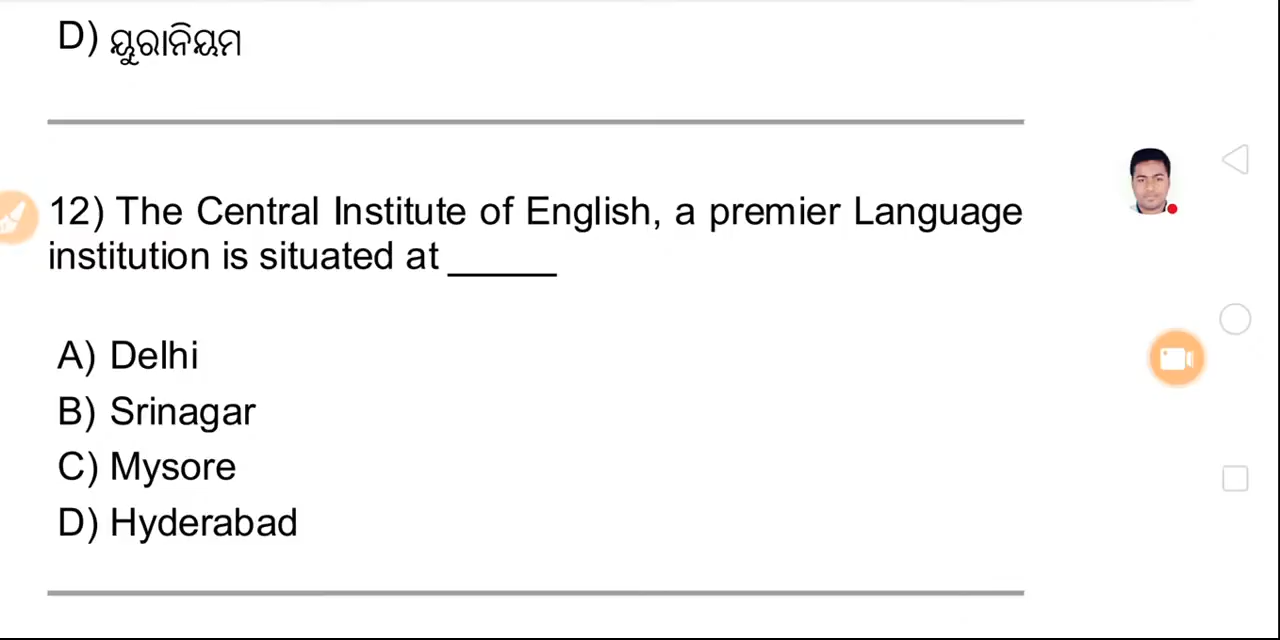 D) ୟୁରାନିୟମ
12) The Central Institute of English, a premier Language
institution is situated at ______
A) Delhi
B) Srinagar
C) Mysore
D) Hyderabad